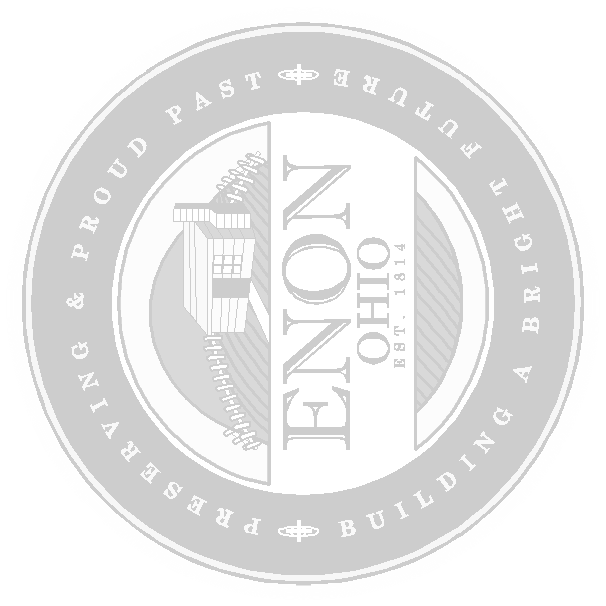 PRESERVING & PROUD PAST
ENON
OHIO
EST. 1814
BUILDING A BRIGHT FUTURE